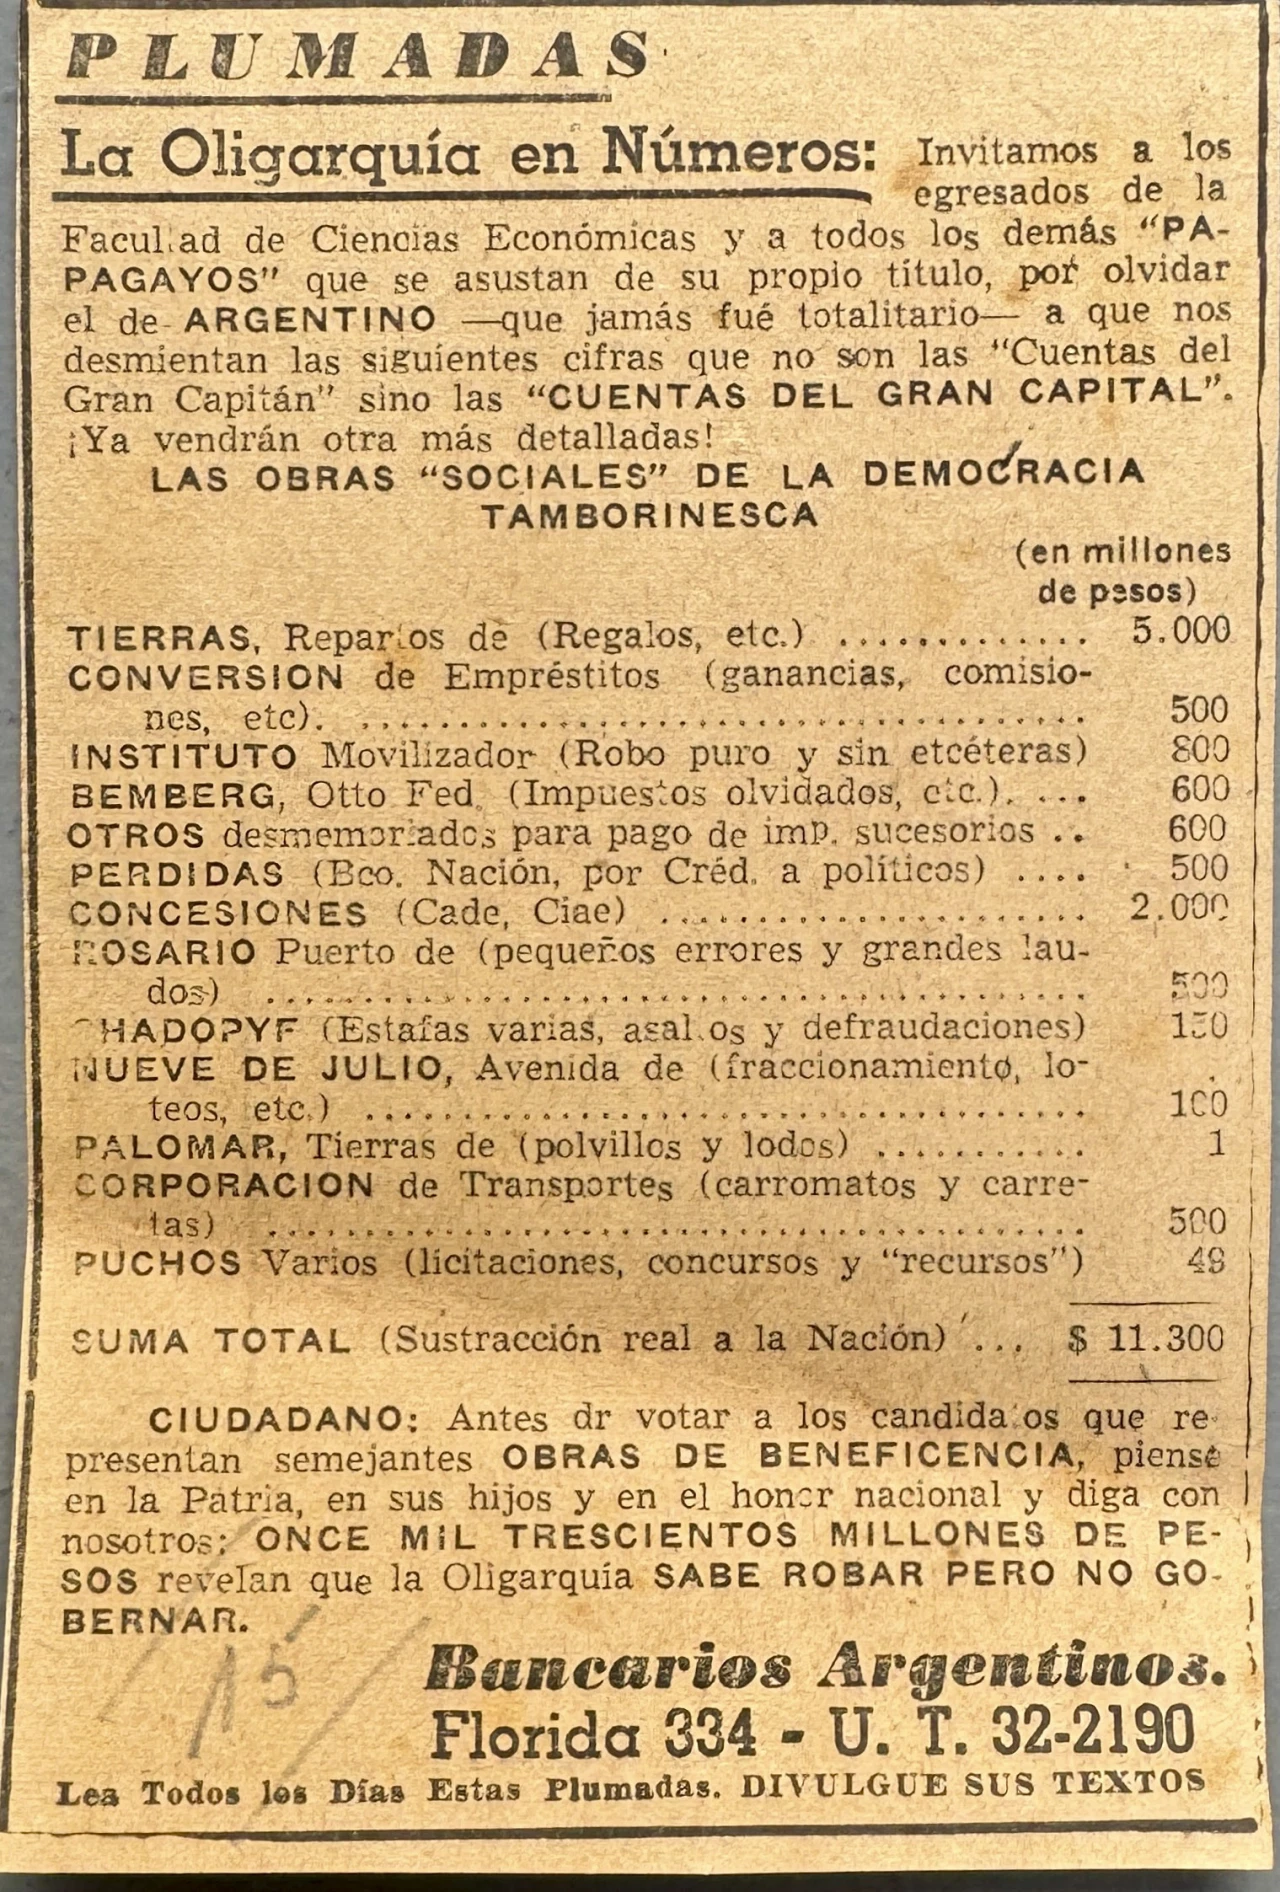 PLUMADAS
La Oligarquía en Números: Invitamos a los
egresados de la
Facultad de Ciencias Económicas y a todos los demás "PA-
PAGAYOS" que se asustan de su propio título, por olvidar
el de ARGENTINO —que jamás fué totalitario— a que nos
desmientan las siguientes cifras que no son las "Cuentas del
Gran Capitán" sino las "CUENTAS DEL GRAN CAPITAL".
¡Ya vendrán otra más detalladas!
LAS OBRAS "SOCIALES" DE LA DEMOCRACIA
TAMBORINESCA
(en millones
de pesos)
TIERRAS, Repartos de (Regalos, etc.) ............. 5.000
CONVERSION de Empréstitos (ganancias, comisio-
nes, etc). ..................................... 500
INSTITUTO Movilizador (Robo puro y sin etcéteras) 800
BEMBERG, Otto Fed. (Impuestos olvidados, etc.). ... 600
OTROS desmemoriados para pago de imp. sucesorios .. 600
PERDIDAS (Bco. Nación, por Créd. a políticos) .... 500
CONCESIONES (Cade, Ciae) ...................... 2.000
ROSARIO Puerto de (pequeños errores y grandes lau-
dos) .......................................... 500
CHADOPYF (Estafas varias, asaltos y defraudaciones) 150
NUEVE DE JULIO, Avenida de (fraccionamiento, lo-
teos, etc.) ..................................... 100
PALOMAR, Tierras de (polvillos y lodos) ........... 1
CORPORACION de Transportes (carromatos y carre-
tas) .......................................... 500
PUCHOS Varios (licitaciones, concursos y "recursos") 49
SUMA TOTAL (Sustracción real a la Nación) ... $ 11.300
CIUDADANO: Antes dr votar a los candidatos que re-
presentan semejantes OBRAS DE BENEFICENCIA, piense
en la Patria, en sus hijos y en el honor nacional y diga con
nosotros: ONCE MIL TRESCIENTOS MILLONES DE PE-
SOS revelan que la Oligarquía SABE ROBAR PERO NO GO-
BERNAR.
15
Bancarios Argentinos.
Florida 334 - U. T. 32-2190
Lea Todos los Días Estas Plumadas. DIVULGUE SUS TEXTOS